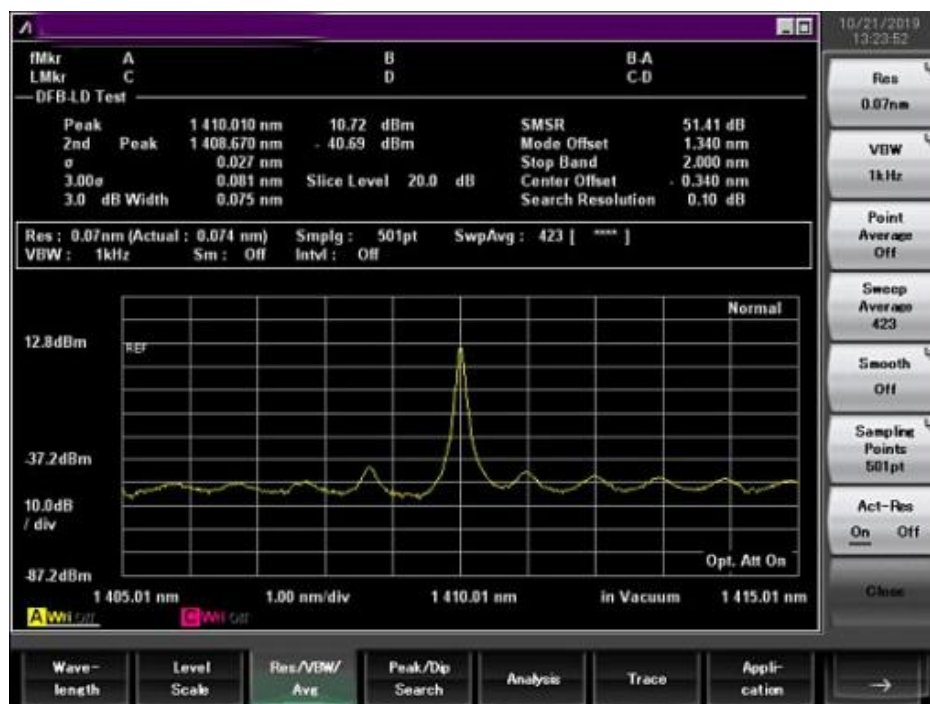 10/21/2019
13:23:52
fMkr A B B-A
LMkr C D C-D
DFB-LD Test
Peak 1 410.010 nm 10.72 dBm SMSR 51.41 dB
2nd Peak 1 408.670 nm - 40.69 dBm Mode Offset 1.340 nm
σ 0.027 nm Stop Band 2.000 nm
3.00σ 0.081 nm Slice Level 20.0 dB Center Offset - 0.340 nm
3.0 dB Width 0.075 nm Search Resolution 0.10 dB
Res : 0.07nm (Actual : 0.074 nm) Smplg : 501pt SwpAvg : 423 [ **** ]
VBW : 1kHz Sm : Off Intvl : Off
Normal
12.8dBm
REF
-37.2dBm
10.0dB
/ div
-87.2dBm
Opt. Att On
1 405.01 nm 1.00 nm/div 1 410.01 nm in Vacuum 1 415.01 nm
A Wri Off C Wri Off
Res
0.07nm
VBW
1kHz
Point
Average
Off
Sweep
Average
423
Smooth
Off
Sampling
Points
501pt
Act-Res
On Off
Close
Wave-
length
Level
Scale
Res/VBW/
Avg
Peak/Dip
Search
Analysis
Trace
Appli-
cation
→